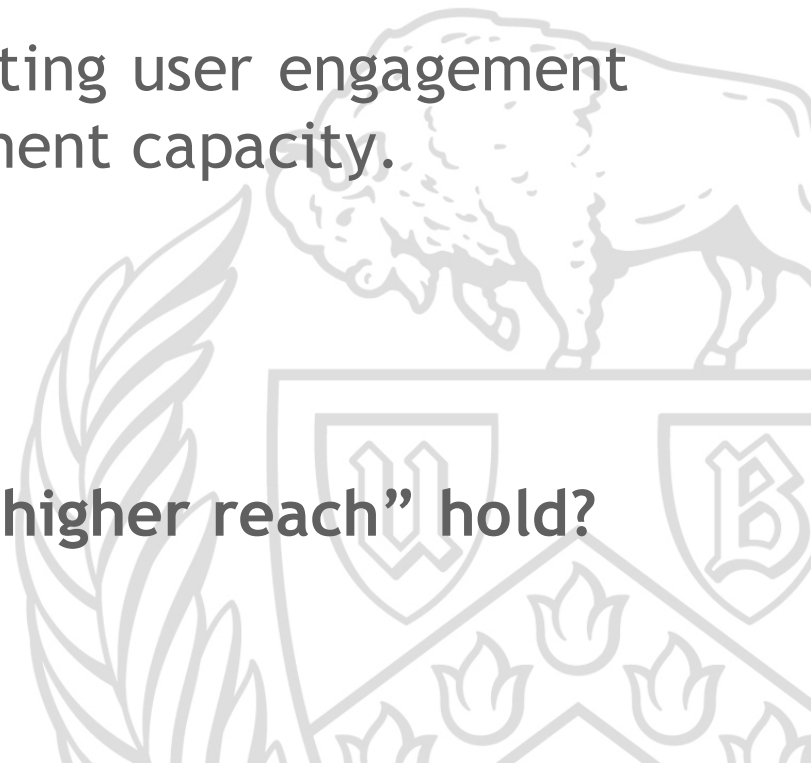 ting user engagement
nent capacity.
higher reach” hold?
U B